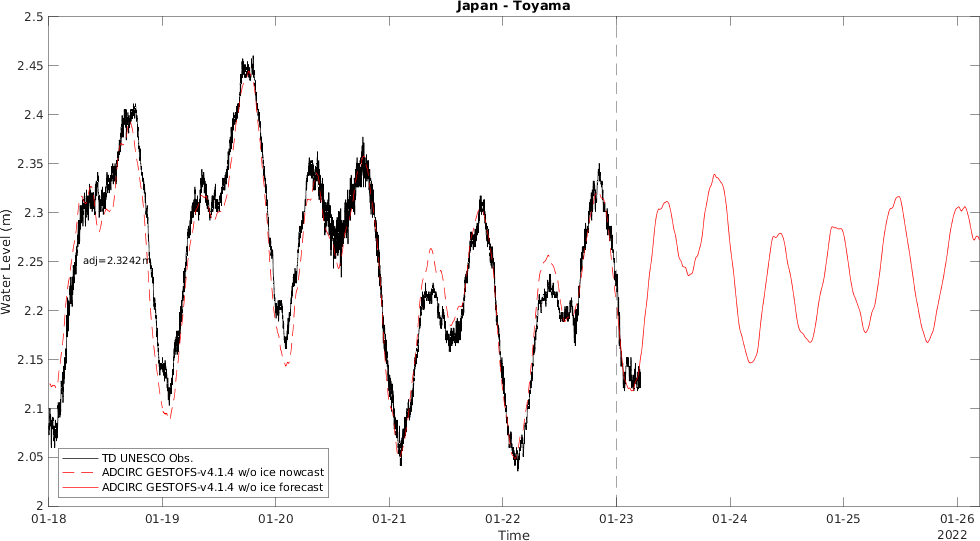 Japan - Toyama
2.5
2.45
2.4
2.35
2.3
2.25
2.2
2.15
2.1
2.05
2
Water Level (m)
adj=2.3242m
TD UNESCO Obs.
ADCIRC GESTOFS-v4.1.4 w/o ice nowcast
ADCIRC GESTOFS-v4.1.4 w/o ice forecast
01-18 01-19 01-20 01-21 01-22 01-23 01-24 01-25 01-26
Time
2022